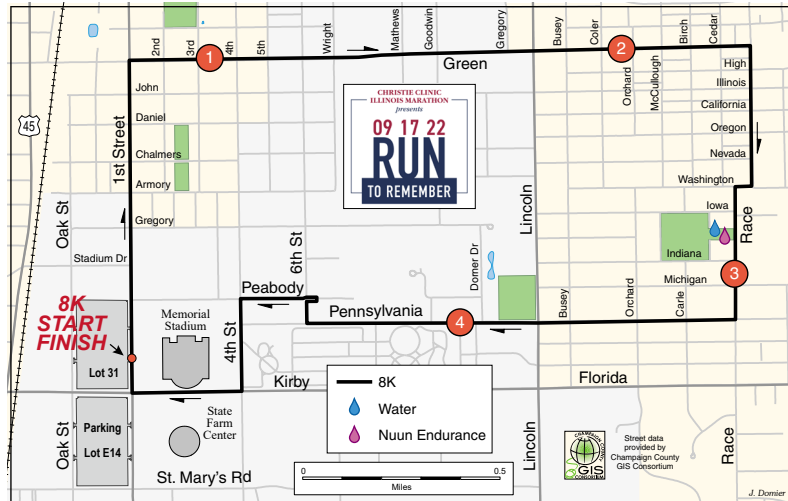 2nd
3rd
4th
5th
Wright
Mathews
Goodwin
Gregory
Busey
Coler
Birch
Cedar
1
2
Green
High
Orchard
McCullough
Illinois
John
California
CHRISTIE CLINIC
ILLINOIS MARATHON
presents
09 17 22
RUN
TO REMEMBER
45
Daniel
Oregon
1st Street
Chalmers
Nevada
Armory
Washington
Lincoln
Iowa
Oak St
Gregory
Race
6th St
Domer Dr
Stadium Dr
Indiana
Peabody
Michigan
3
8K
START
FINISH
Memorial
Stadium
Pennsylvania
4
Busey
Orchard
Carle
4th St
Lot 31
Kirby
Florida
8K
Water
Nuun Endurance
Oak St
Parking
Lot E14
State
Farm
Center
Lincoln
Race
St. Mary's Rd
0
0.5
Miles
CHAMPAIGN COUNTY
GIS
CONSORTIUM
Street data
provided by
Champaign County
GIS Consortium
J. Domier